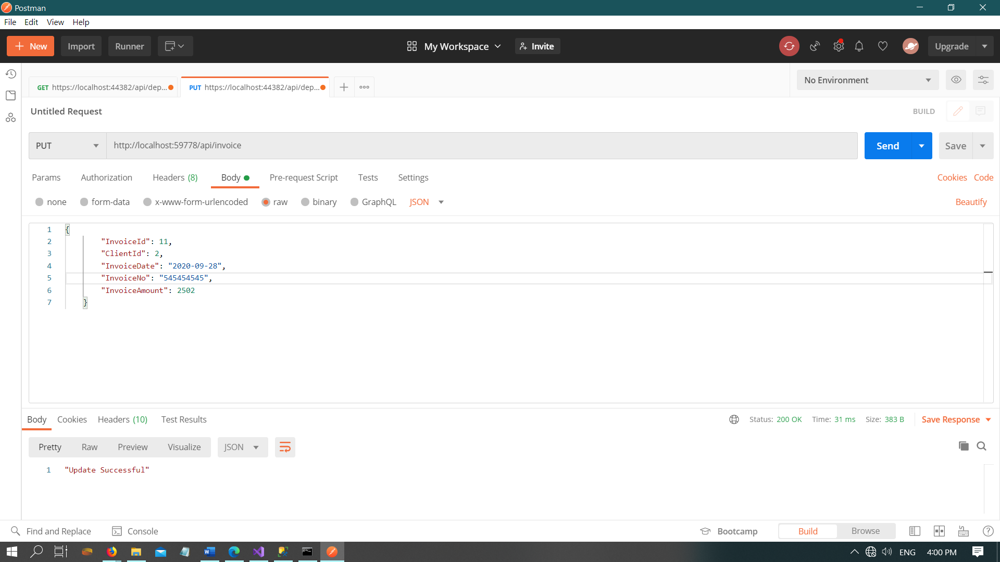 Postman
File Edit View Help
New Import Runner My Workspace Invite Upgrade
GET https://localhost:44382/api/dep... PUT https://localhost:44382/api/dep... No Environment
Untitled Request BUILD
PUT http://localhost:59778/api/invoice Send Save
Params Authorization Headers (8) Body Pre-request Script Tests Settings Cookies Code
none form-data x-www-form-urlencoded raw binary GraphQL JSON Beautify
1 {
2 "InvoiceId": 11,
3 "ClientId": 2,
4 "InvoiceDate": "2020-09-28",
5 "InvoiceNo": "545454545",
6 "InvoiceAmount": 2502
7 }
Body Cookies Headers (10) Test Results Status: 200 OK Time: 31 ms Size: 383 B Save Response
Pretty Raw Preview Visualize JSON
1 "Update Successful"
Find and Replace Console Bootcamp Build Browse
ENG 4:00 PM